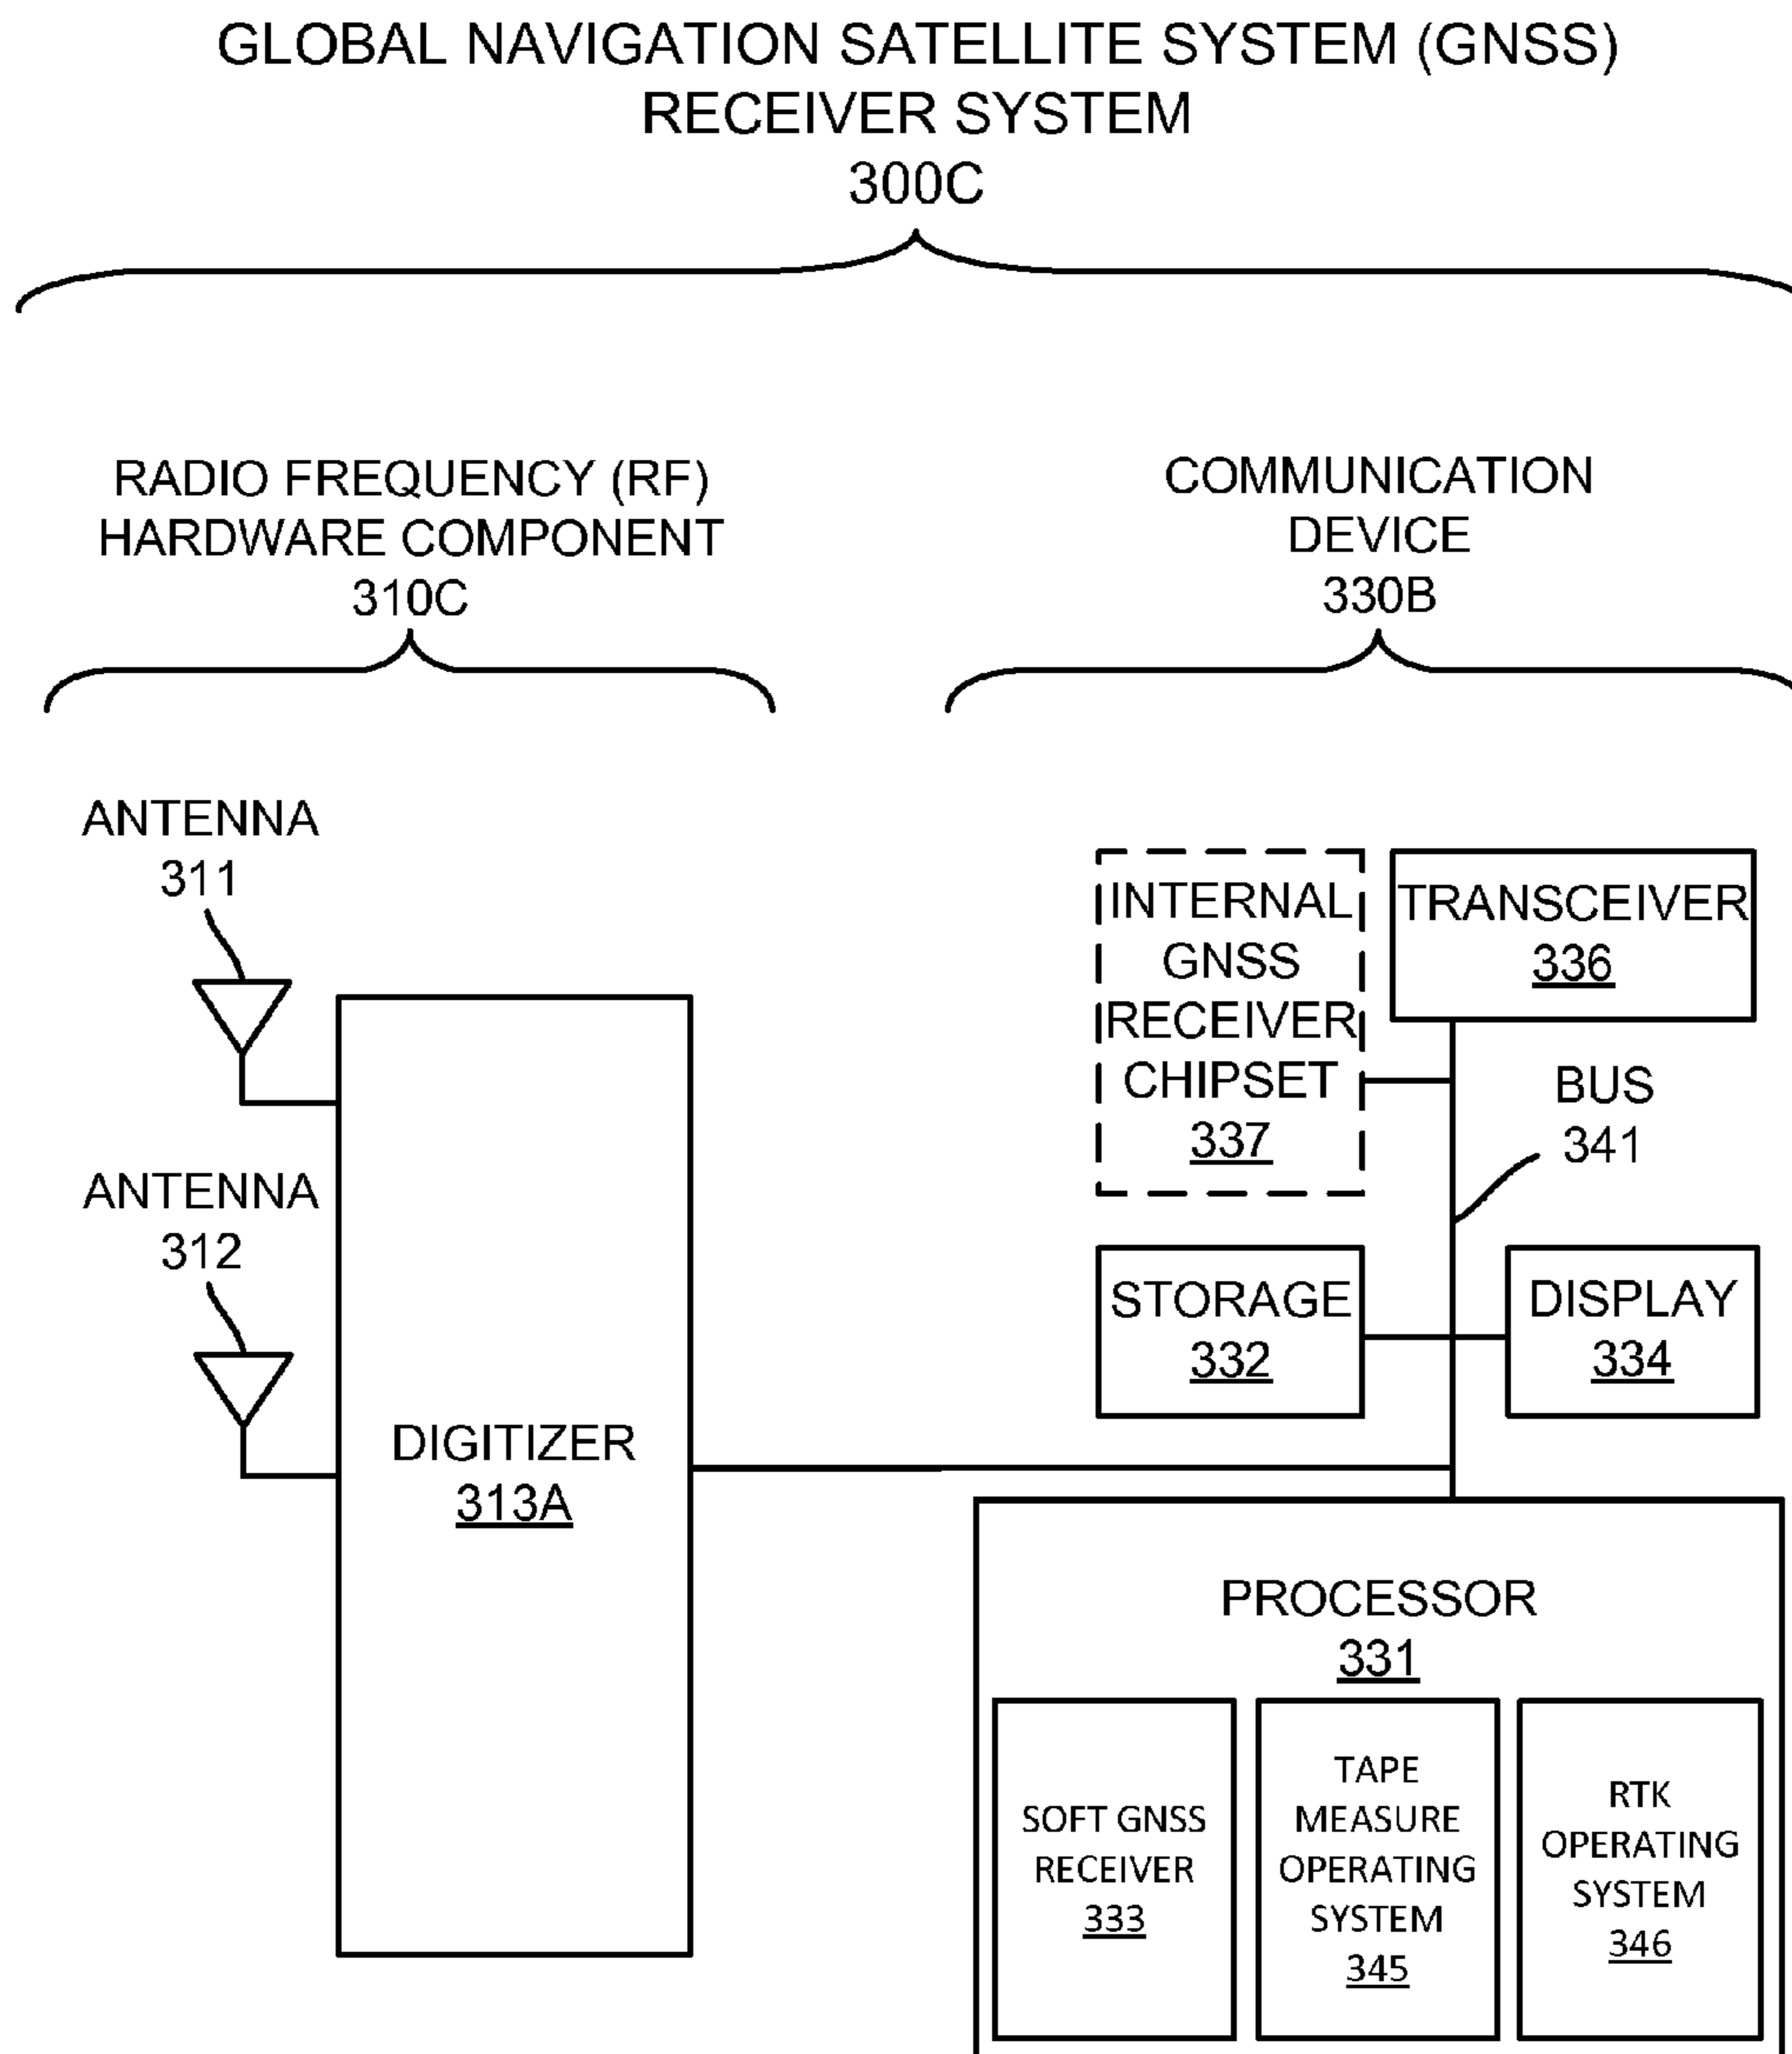 GLOBAL NAVIGATION SATELLITE SYSTEM (GNSS)
RECEIVER SYSTEM
300C
RADIO FREQUENCY (RF)
HARDWARE COMPONENT
310C
COMMUNICATION
DEVICE
330B
ANTENNA
311
ANTENNA
312
DIGITIZER
313A
INTERNAL
GNSS
RECEIVER
CHIPSET
337
TRANSCEIVER
336
BUS
341
STORAGE
332
DISPLAY
334
PROCESSOR
331
SOFT GNSS
RECEIVER
333
TAPE
MEASURE
OPERATING
SYSTEM
345
RTK
OPERATING
SYSTEM
346